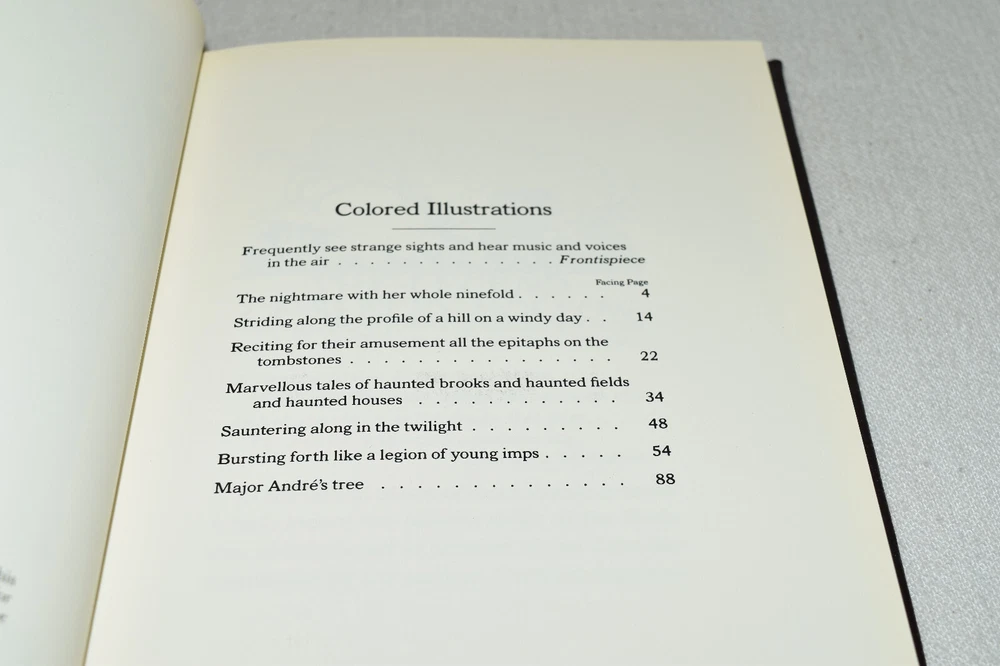 Colored Illustrations
Frequently see strange sights and hear music and voices
in the air . . . . . . . . . . . . . . Frontispiece
Facing Page
The nightmare with her whole ninefold . . . . . . 4
Striding along the profile of a hill on a windy day . . 14
Reciting for their amusement all the epitaphs on the
tombstones . . . . . . . . . . . . . . . 22
Marvellous tales of haunted brooks and haunted fields
and haunted houses . . . . . . . . . . . . 34
Sauntering along in the twilight . . . . . . . . . 48
Bursting forth like a legion of young imps . . . . . 54
Major André's tree . . . . . . . . . . . . . . 88